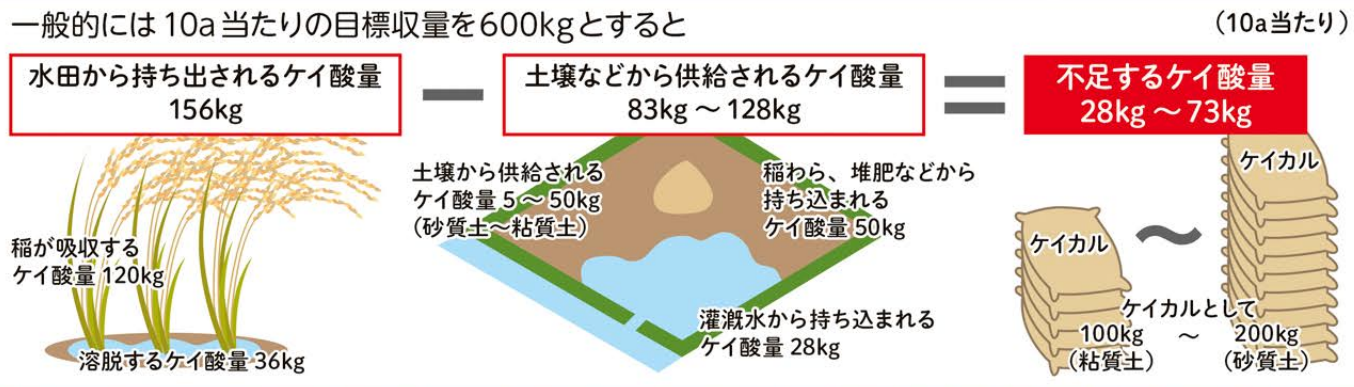 一般的には10a当たりの目標収量を600kgとすると
(10a当たり)
水田から持ち出されるケイ酸量
156kg
ー
土壌などから供給されるケイ酸量
83kg 〜 128kg
=
不足するケイ酸量
28kg 〜 73kg
稲が吸収する
ケイ酸量 120kg
溶脱するケイ酸量 36kg
土壌から供給される
ケイ酸量 5 〜 50kg
(砂質土〜粘質土)
稲わら、堆肥などから
持ち込まれる
ケイ酸量 50kg
灌漑水から持ち込まれる
ケイ酸量 28kg
ケイカル
〜
ケイカル
ケイカルとして
100kg 〜 200kg
(粘質土) (砂質土)